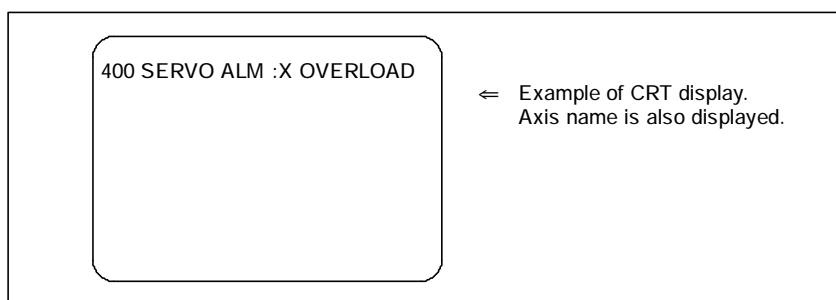 400 SERVO ALM :X OVERLOAD
⇐ Example of CRT display.
Axis name is also displayed.